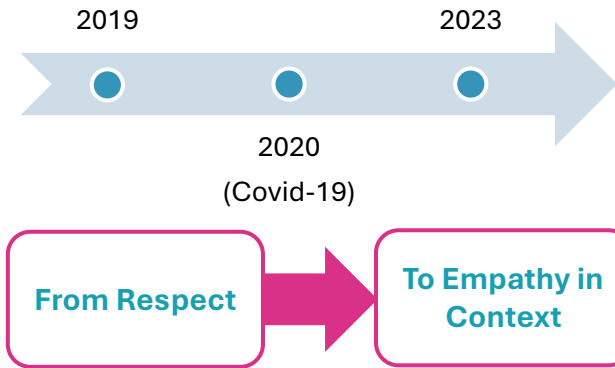 2019
2023
2020
(Covid-19)
From Respect
To Empathy in
Context